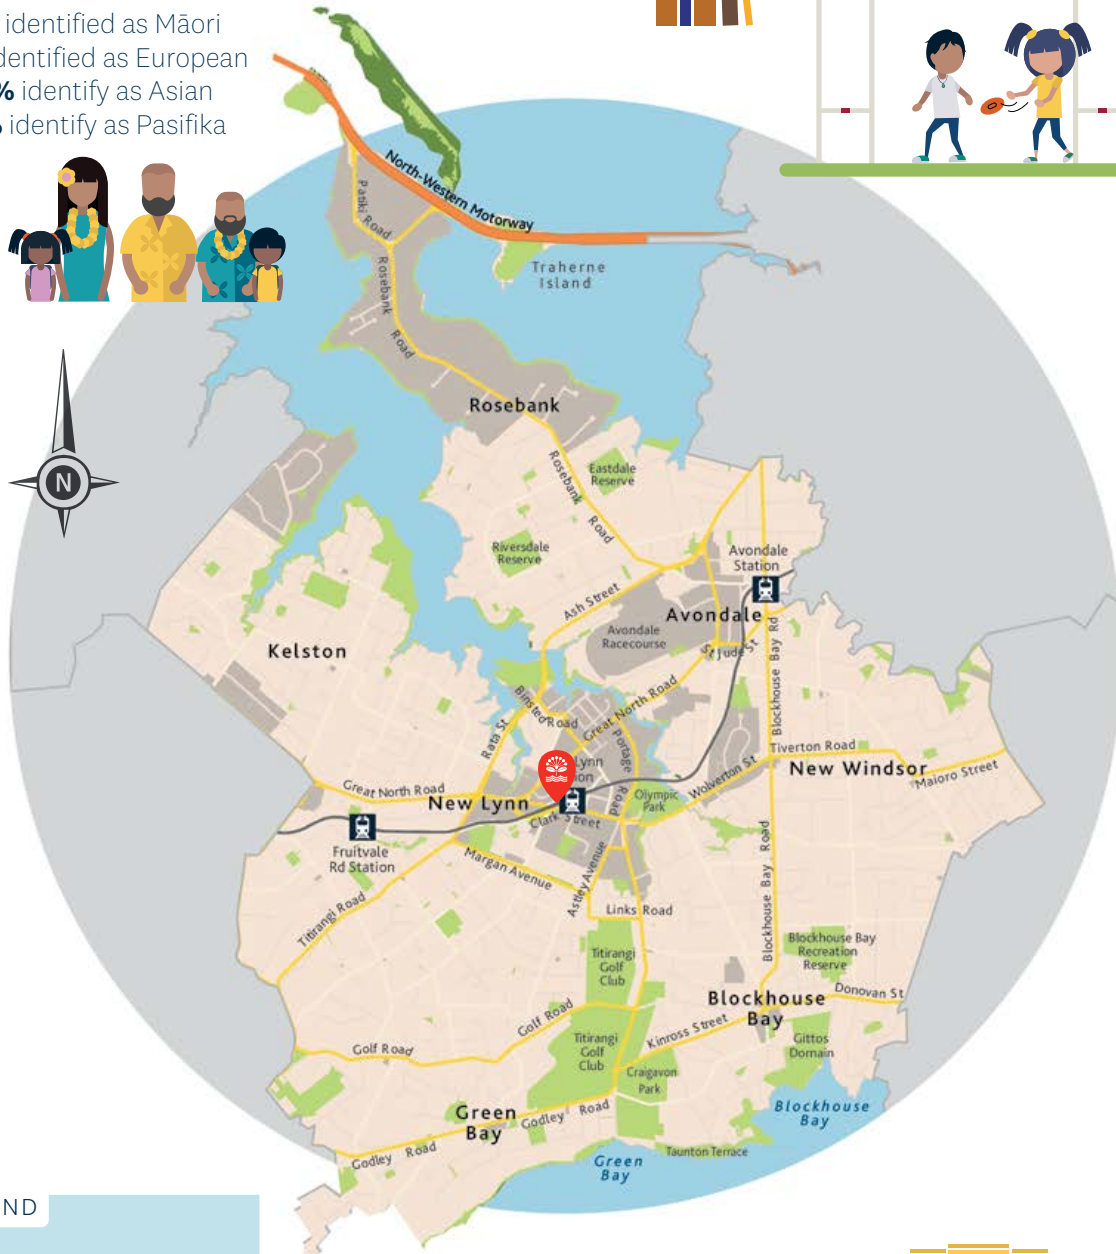 identified as Māori
dentified as European
% identify as Asian
identify as Pasifika
North-Western Motorway
Patiki Road
Traherne
Island
Rosebank
Road
Rosebank
Rosebank
Road
Eastdale
Reserve
Riversdale
Reserve
Avondale
Station
N
Ash Street
Avondale
Avondale
Racecourse
St Jude St
Blockhouse Bay Rd
Kelston
Binsted Road
Great North Road
Rata St
Portage
Road
Lynn
ion
Tiverton Road
New Windsor
Maioro Street
Wolverton St
Great North Road
New Lynn
Olympic
Park
Clark Street
Fruitvale
Rd Station
Margan Avenue
Astley Avenue
Blockhouse Bay Road
Titirangi Road
Links Road
Titirangi
Golf
Club
Blockhouse Bay
Recreation
Reserve
Donovan St
Blockhouse
Bay
Golf Road
Kinross Street
Golf Road
Titirangi
Golf
Club
Gittos
Domain
Craigavon
Park
Green
Bay
Godley Road
Blockhouse
Bay
Godley Road
Taunton Terrace
Green
Bay
ND